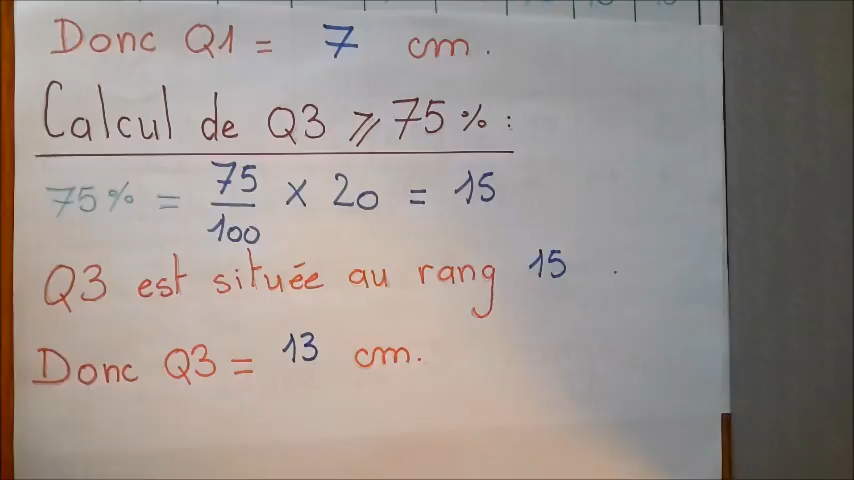 Donc Q1 = 7 cm.
Calcul de Q3 ⩾ 75%:
75% = 75/100 × 20 = 15
Q3 est située au rang 15.
Donc Q3 = 13 cm.